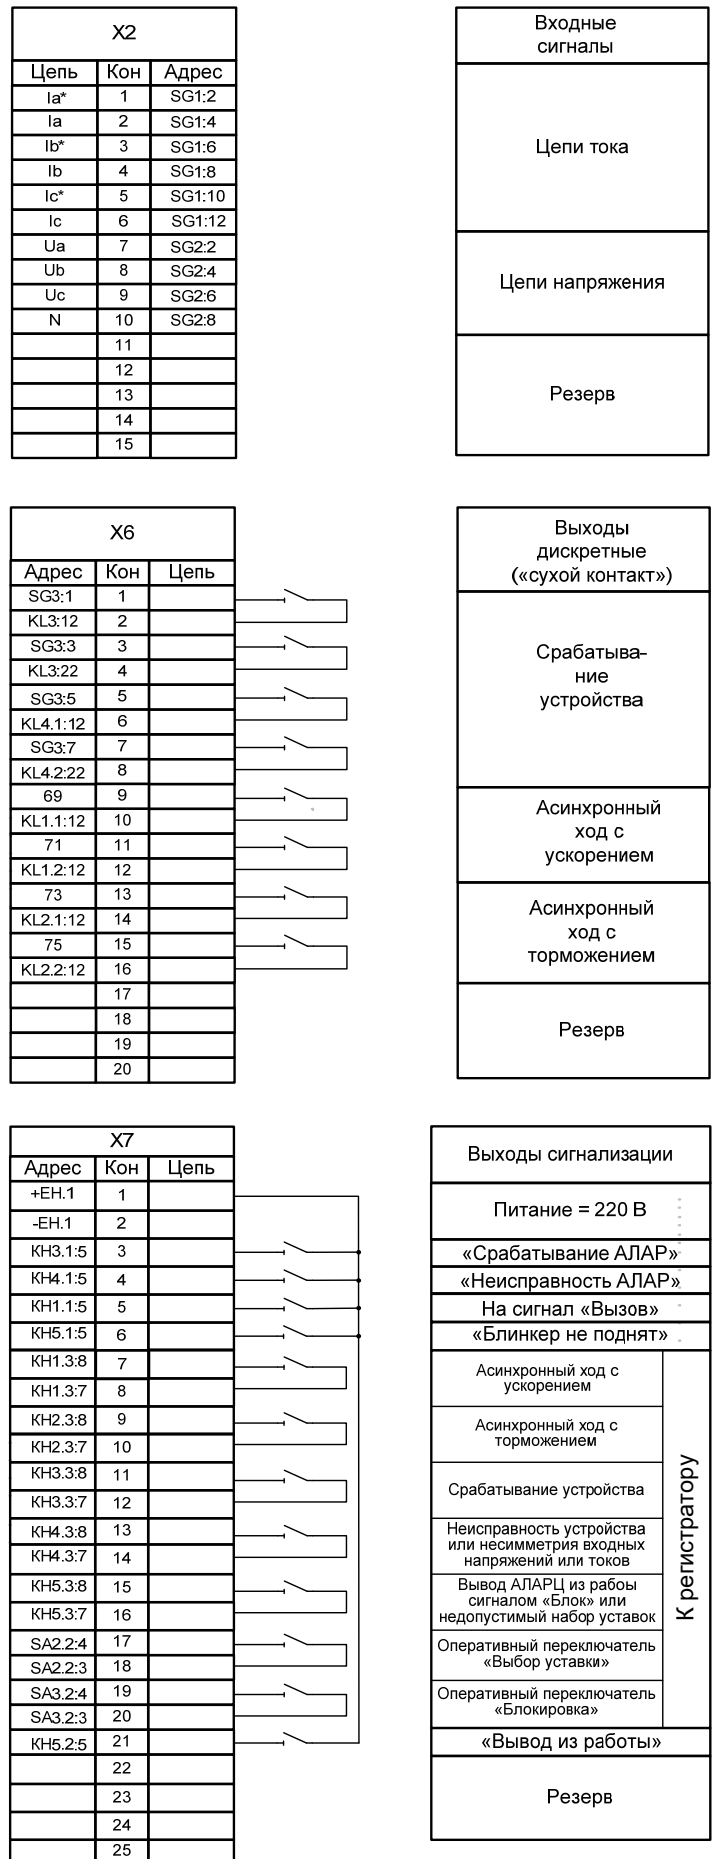 X2
Цепь Кон Адрес
Ia* 1 SG1:2
Ia 2 SG1:4
Ib* 3 SG1:6
Ib 4 SG1:8
Ic* 5 SG1:10
Ic 6 SG1:12
Ua 7 SG2:2
Ub 8 SG2:4
Uc 9 SG2:6
N 10 SG2:8
11
12
13
14
15
Входные
сигналы
Цепи тока
Цепи напряжения
Резерв
X6
Адрес Кон Цепь
SG3:1 1
KL3:12 2
SG3:3 3
KL3:22 4
SG3:5 5
KL4.1:12 6
SG3:7 7
KL4.2:22 8
69 9
KL1.1:12 10
71 11
KL1.2:12 12
73 13
KL2.1:12 14
75 15
KL2.2:12 16
17
18
19
20
Выходы
дискретные
(«сухой контакт»)
Срабатыва-
ние
устройства
Асинхронный
ход с
ускорением
Асинхронный
ход с
торможением
Резерв
X7
Адрес Кон Цепь
+EH.1 1
-EH.1 2
KH3.1:5 3
KH4.1:5 4
KH1.1:5 5
KH5.1:5 6
KH1.3:8 7
KH1.3:7 8
KH2.3:8 9
KH2.3:7 10
KH3.3:8 11
KH3.3:7 12
KH4.3:8 13
KH4.3:7 14
KH5.3:8 15
KH5.3:7 16
SA2.2:4 17
SA2.2:3 18
SA3.2:4 19
SA3.2:3 20
KH5.2:5 21
22
23
24
25
Выходы сигнализации
Питание = 220 В
«Срабатывание АЛАР»
«Неисправность АЛАР»
На сигнал «Вызов»
«Блинкер не поднят»
Асинхронный ход с
ускорением
Асинхронный ход с
торможением
Срабатывание устройства
Неисправность устройства
или несимметрия входных
напряжений или токов
Вывод АЛАРЦ из рабоы
сигналом «Блок» или
недопустимый набор уставок
Оперативный переключатель
«Выбор уставки»
Оперативный переключатель
«Блокировка»
К регистратору
«Вывод из работы»
Резерв